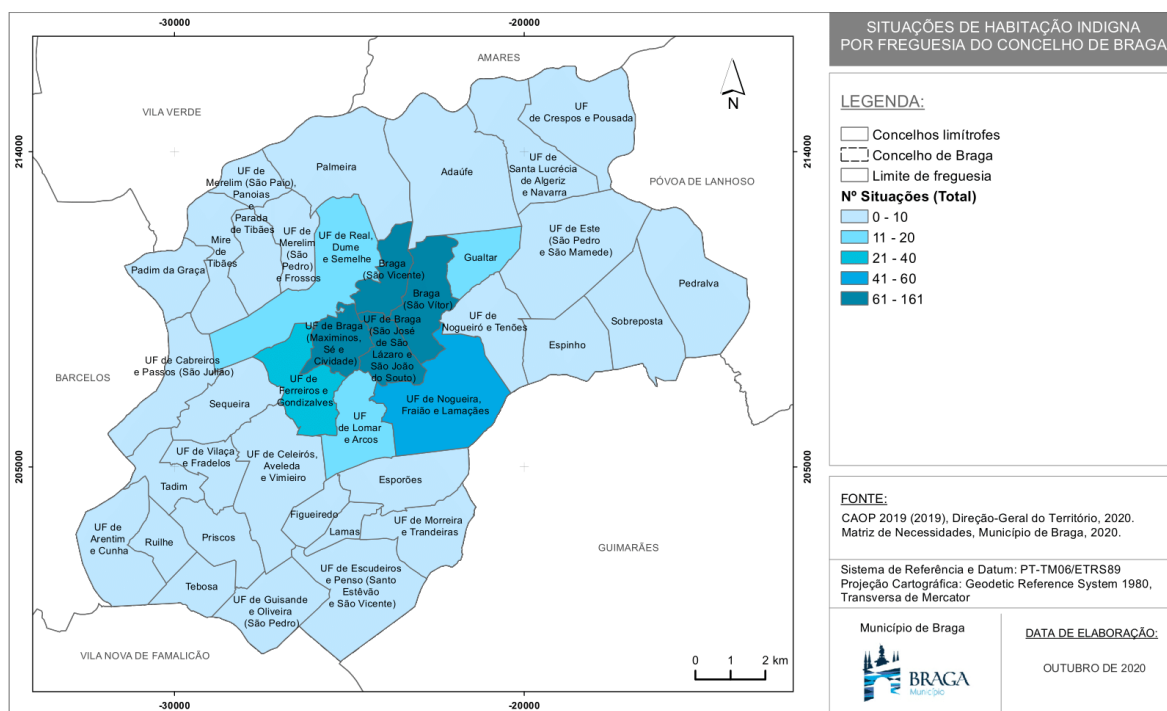 -30000
-20000
SITUAÇÕES DE HABITAÇÃO INDIGNA
POR FREGUESIA DO CONCELHO DE BRAGA
AMARES
VILA VERDE
N
214000
214000
UF
de Crespos e Pousada
Palmeira
Adaúfe
UF de
Santa Lucrécia
de Algeriz
e Navarra
PÓVOA DE LANHOSO
UF de
Merelim (São Paio),
Panoias
e
Parada
de Tibães
Mire
de
Tibães
UF de
Merelim
(São
Pedro)
e Frossos
UF de Real,
Dume
e Semelhe
Braga
(São Vicente)
Gualtar
UF de Este
(São Pedro
e São Mamede)
Padim da Graça
Pedralva
Braga
(São Vítor)
UF de Braga
(Maximinos,
Sé e
Cividade)
UF de Braga
(São José
de São
Lázaro e
São João
do Souto)
UF de
Nogueiró e Tenões
Sobreposta
Espinho
UF de Cabreiros
e Passos (São Julião)
BARCELOS
UF de
Ferreiros e
Gondizalves
Sequeira
UF
de Lomar
e Arcos
UF de Nogueira,
Fraião e Lamaçães
UF de Vilaça
e Fradelos
UF de Celeirós,
Aveleda
e Vimieiro
205000
205000
Tadim
Esporões
Figueiredo
Lamas
UF de Morreira
e Trandeiras
UF de
Arentim
e Cunha
Ruilhe
Priscos
GUIMARÃES
Tebosa
UF de Escudeiros
e Penso (Santo
Estêvão
e São Vicente)
UF de Guisande
e Oliveira
(São Pedro)
VILA NOVA DE FAMALICÃO
0 1 2 km
-30000
-20000
LEGENDA:
Concelhos limítrofes
Concelho de Braga
Limite de freguesia
Nº Situações (Total)
0 - 10
11 - 20
21 - 40
41 - 60
61 - 161
FONTE:
CAOP 2019 (2019), Direção-Geral do Território, 2020.
Matriz de Necessidades, Município de Braga, 2020.
Sistema de Referência e Datum: PT-TM06/ETRS89
Projeção Cartográfica: Geodetic Reference System 1980,
Transversa de Mercator
Município de Braga
BRAGA
Município
DATA DE ELABORAÇÃO:
OUTUBRO DE 2020